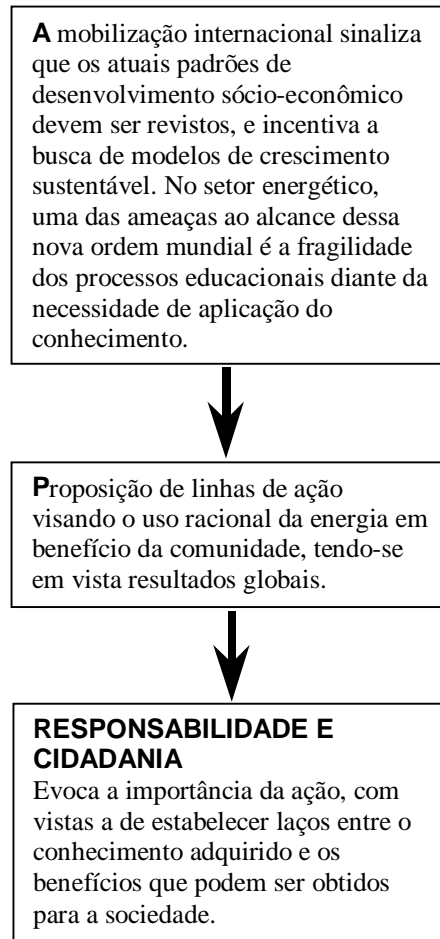 A mobilização internacional sinaliza
que os atuais padrões de
desenvolvimento sócio-econômico
devem ser revistos, e incentiva a
busca de modelos de crescimento
sustentável. No setor energético,
uma das ameaças ao alcance dessa
nova ordem mundial é a fragilidade
dos processos educacionais diante da
necessidade de aplicação do
conhecimento.
Proposição de linhas de ação
visando o uso racional da energia em
benefício da comunidade, tendo-se
em vista resultados globais.
RESPONSABILIDADE E
CIDADANIA
Evoca a importância da ação, com
vistas a de estabelecer laços entre o
conhecimento adquirido e os
benefícios que podem ser obtidos
para a sociedade.